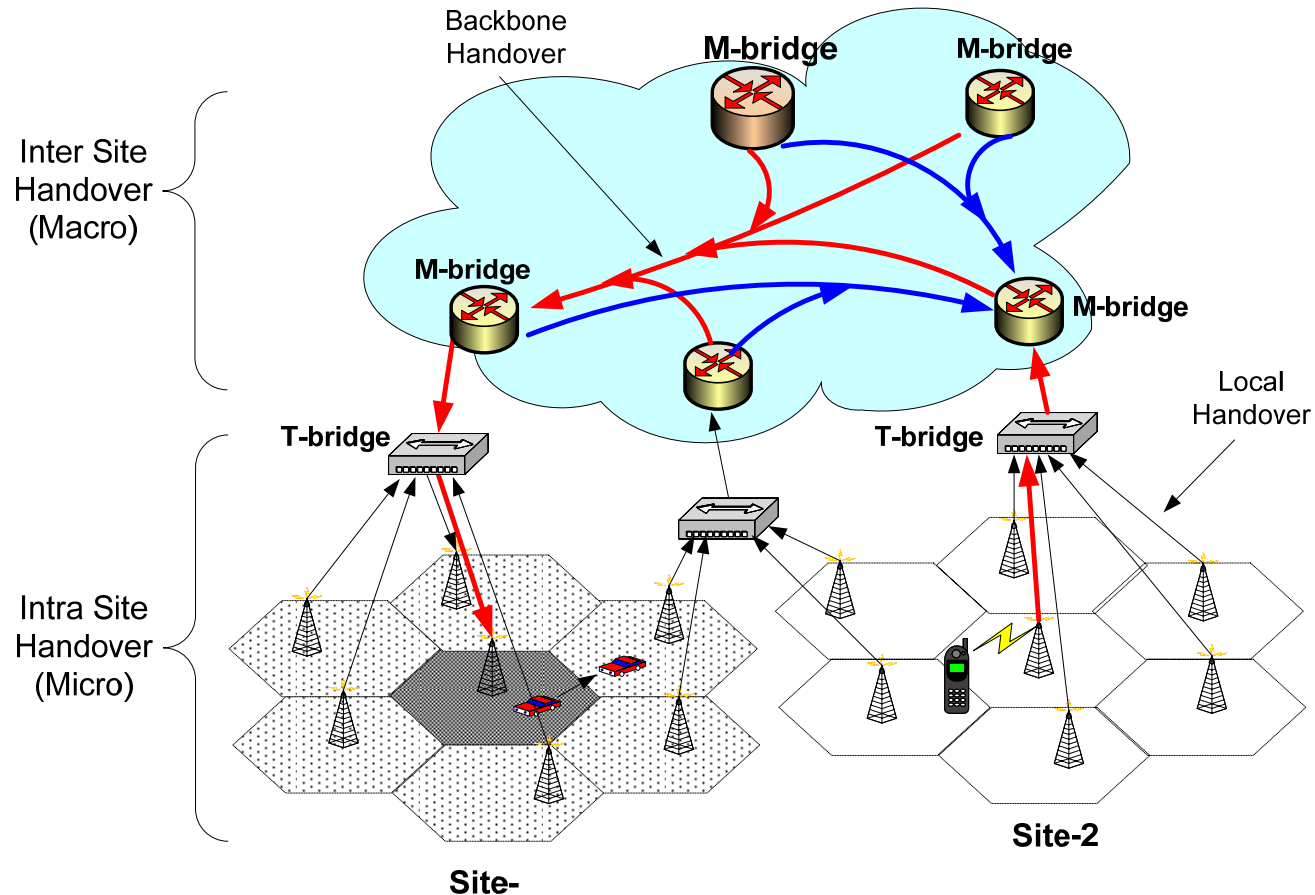 Backbone
Handover
M-bridge
M-bridge
Inter Site
Handover
(Macro)
M-bridge
M-bridge
Local
Handover
T-bridge
T-bridge
Intra Site
Handover
(Micro)
Site-2
Site-